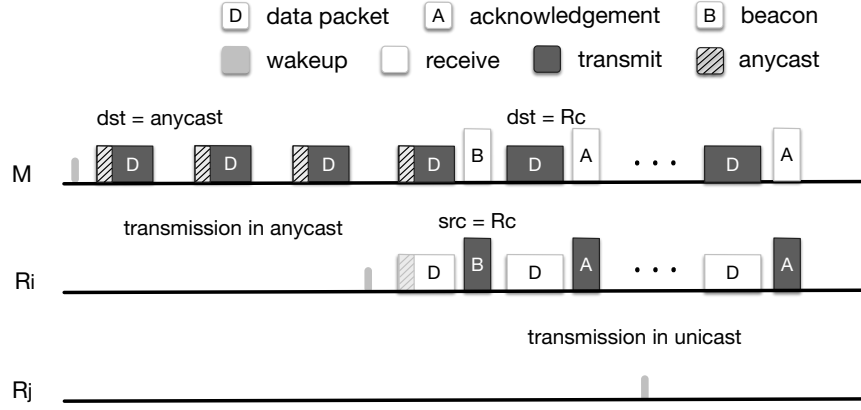 D data packet A acknowledgement B beacon
wakeup receive transmit anycast
dst = anycast dst = Rc
M D D D D B D A . . . D A
transmission in anycast src = Rc
Ri D B D A . . . D A
transmission in unicast
Rj